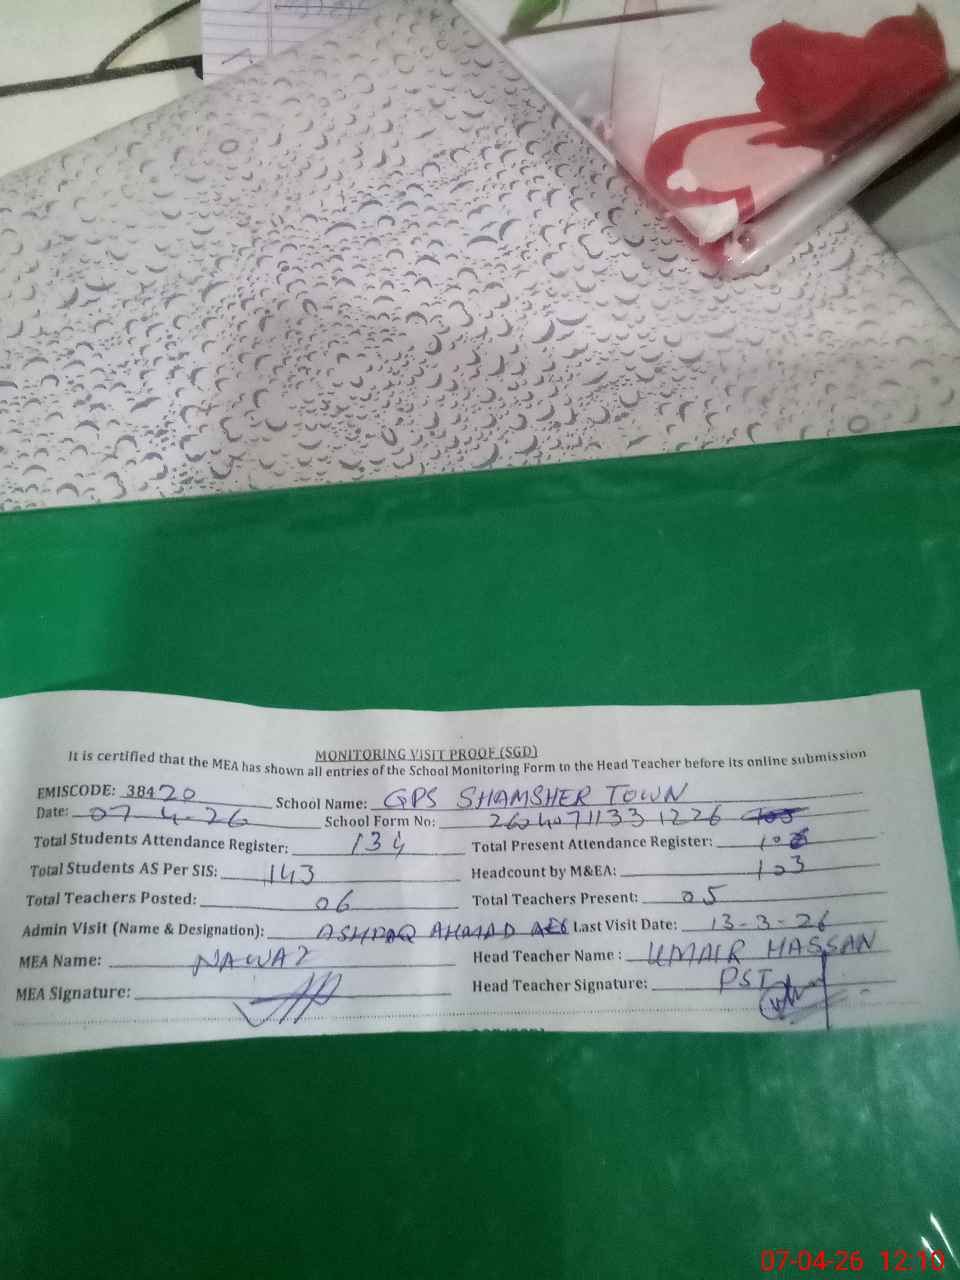 MONITORING VISIT PROOF (SGD)
It is certified that the MEA has shown all entries of the School Monitoring Form to the Head Teacher before its online submission
EMISCODE: 38420 School Name: GPS SHAMSHER TOWN
Date: 07-4-26 School Form No: 2604071133 1226
Total Students Attendance Register: 134 Total Present Attendance Register:
Total Students AS Per SIS: 143 Headcount by M&EA: 103
Total Teachers Posted: 06 Total Teachers Present: 05
Admin Visit (Name & Designation): ASHFAQ AHMAD AEO Last Visit Date: 13-3-26
MEA Name: NAWAZ Head Teacher Name : UMAIR HASSAN
MEA Signature: Head Teacher Signature: PST
07-04-26 12:10